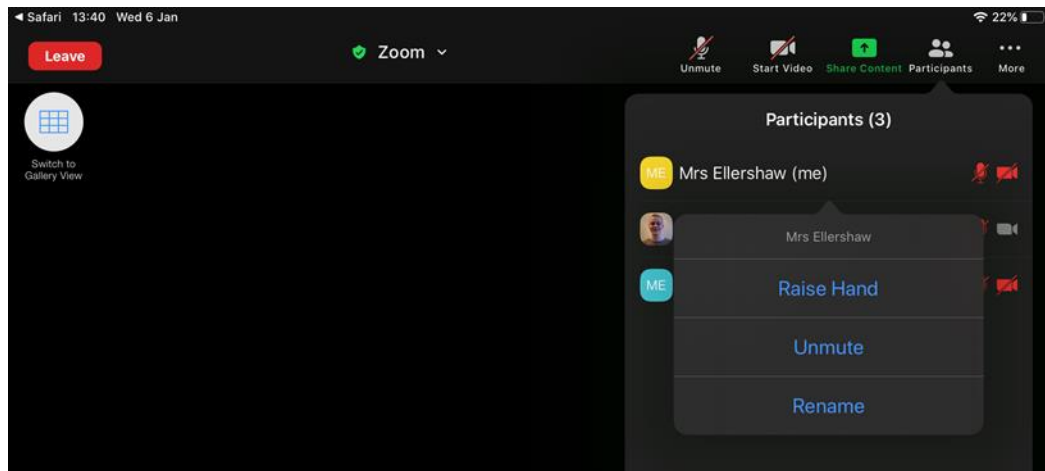 ◀ Safari 13:40 Wed 6 Jan 22%
Leave
Zoom
Unmute Start Video Share Content Participants More
Switch to
Gallery View
Participants (3)
ME Mrs Ellershaw (me)
Mrs Ellershaw
ME
Raise Hand
Unmute
Rename